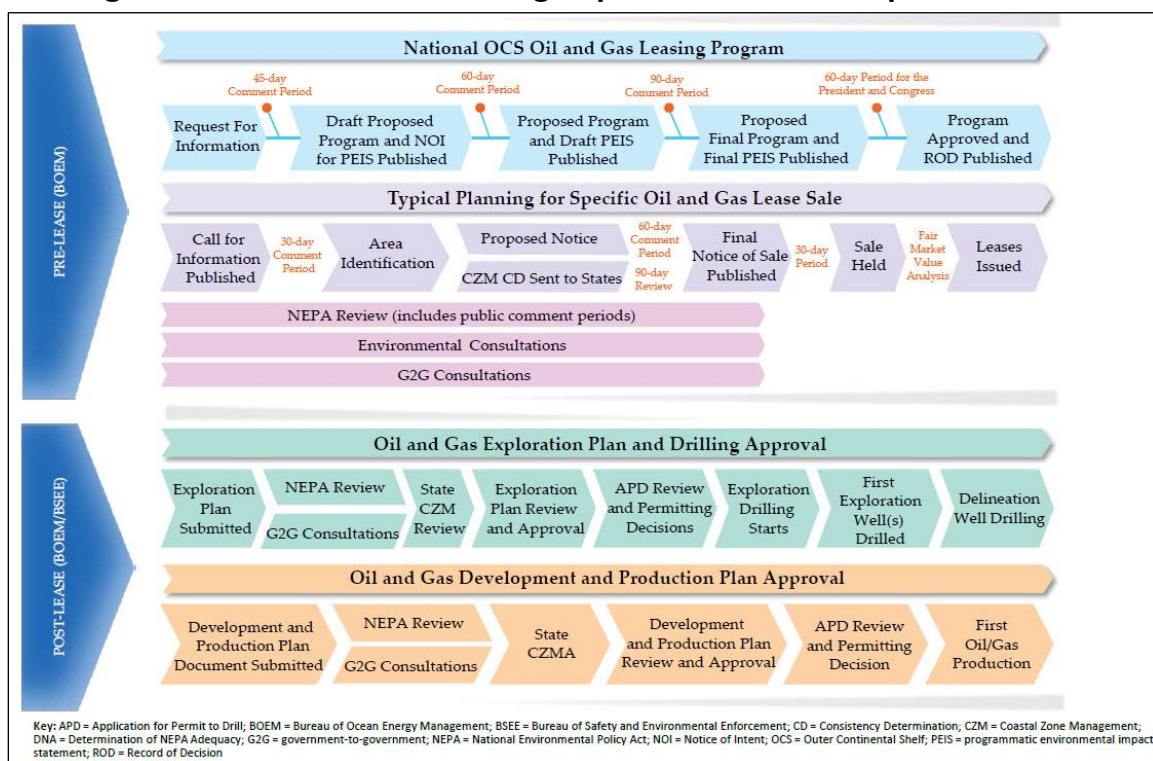 National OCS Oil and Gas Leasing Program
45-day
Comment Period
60-day
Comment Period
90-day
Comment Period
60-day Period for the
President and Congress
Request For
Information
Draft Proposed
Program and NOI
for PEIS Published
Proposed Program
and Draft PEIS
Published
Proposed
Final Program and
Final PEIS Published
Program
Approved and
ROD Published
PRE-LEASE (BOEM)
Typical Planning for Specific Oil and Gas Lease Sale
Call for
Information
Published
30-day
Comment
Period
Area
Identification
Proposed Notice
CZM CD Sent to States
60-day
Comment
Period
90-day
Review
Final
Notice of Sale
Published
30-day
Period
Sale
Held
Fair
Market
Value
Analysis
Leases
Issued
NEPA Review (includes public comment periods)
Environmental Consultations
G2G Consultations
POST-LEASE (BOEM/BSEE)
Oil and Gas Exploration Plan and Drilling Approval
Exploration
Plan
Submitted
NEPA Review
G2G Consultations
State
CZM
Review
Exploration
Plan Review
and Approval
APD Review
and Permitting
Decisions
Exploration
Drilling
Starts
First
Exploration
Well(s)
Drilled
Delineation
Well Drilling
Oil and Gas Development and Production Plan Approval
Development and
Production Plan
Document Submitted
NEPA Review
G2G Consultations
State
CZMA
Development
and Production Plan
Review and Approval
APD Review
and Permitting
Decision
First
Oil/Gas
Production
Key: APD = Application for Permit to Drill; BOEM = Bureau of Ocean Energy Management; BSEE = Bureau of Safety and Environmental Enforcement; CD = Consistency Determination; CZM = Coastal Zone Management;
DNA = Determination of NEPA Adequacy; G2G = government-to-government; NEPA = National Environmental Policy Act; NOI = Notice of Intent; OCS = Outer Continental Shelf; PEIS = programmatic environmental impact
statement; ROD = Record of Decision